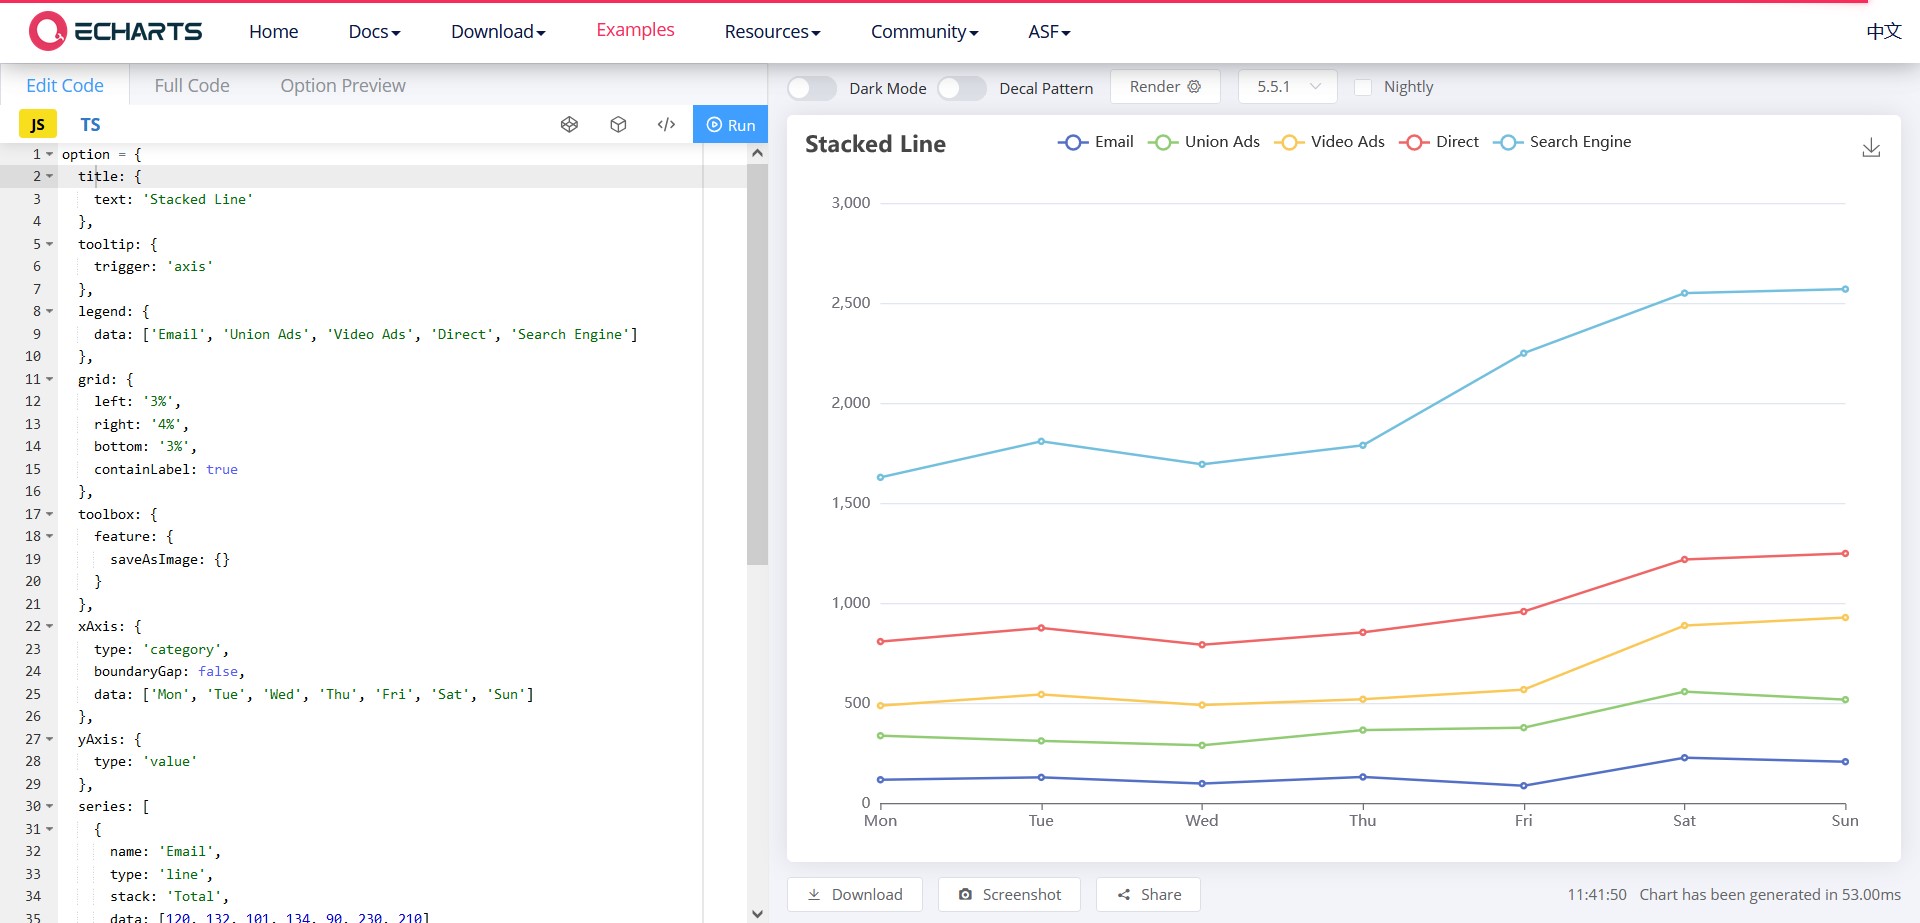 ECHARTS Home Docs Download Examples Resources Community ASF 中文
Edit Code Full Code Option Preview
JS TS Run
1 option = {
2 title: {
3 text: 'Stacked Line'
4 },
5 tooltip: {
6 trigger: 'axis'
7 },
8 legend: {
9 data: ['Email', 'Union Ads', 'Video Ads', 'Direct', 'Search Engine']
10 },
11 grid: {
12 left: '3%',
13 right: '4%',
14 bottom: '3%',
15 containLabel: true
16 },
17 toolbox: {
18 feature: {
19 saveAsImage: {}
20 }
21 },
22 xAxis: {
23 type: 'category',
24 boundaryGap: false,
25 data: ['Mon', 'Tue', 'Wed', 'Thu', 'Fri', 'Sat', 'Sun']
26 },
27 yAxis: {
28 type: 'value'
29 },
30 series: [
31 {
32 name: 'Email',
33 type: 'line',
34 stack: 'Total',
35 data: [120, 132, 101, 134, 90, 230, 210]
Dark Mode Decal Pattern Render 5.5.1 Nightly
Stacked Line Email Union Ads Video Ads Direct Search Engine
3,000
2,500
2,000
1,500
1,000
500
0
Mon Tue Wed Thu Fri Sat Sun
Download Screenshot Share 11:41:50 Chart has been generated in 53.00ms